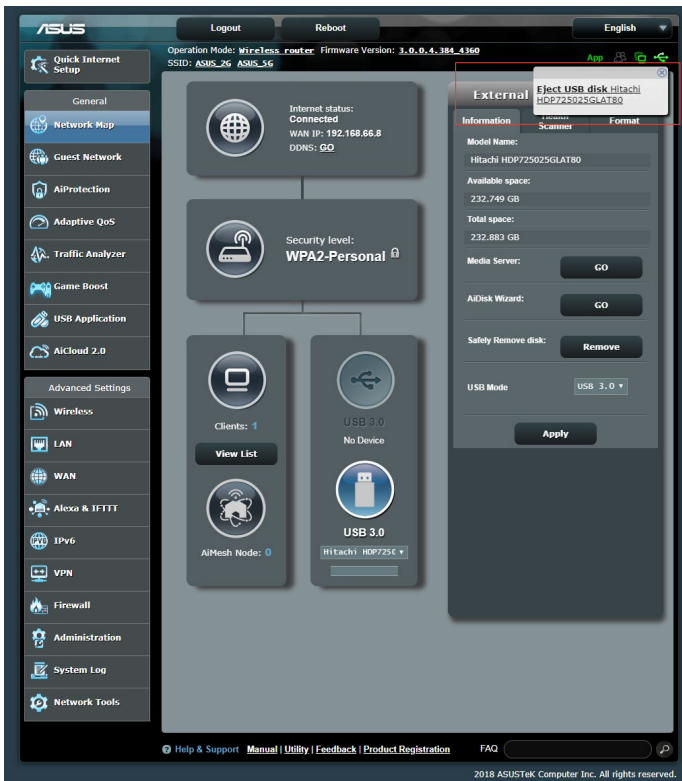 ASUS
Logout
Reboot
English
Operation Mode: Wireless router Firmware Version: 3.0.0.4.384_4360
SSID: ASUS_2G ASUS_5G
App
Quick Internet
Setup
General
Network Map
Guest Network
AiProtection
Adaptive QoS
Traffic Analyzer
Game Boost
USB Application
AiCloud 2.0
Advanced Settings
Wireless
LAN
WAN
Alexa & IFTTT
IPv6
VPN
Firewall
Administration
System Log
Network Tools
Internet status:
Connected
WAN IP: 192.168.66.8
DDNS: GO
Security level:
WPA2-Personal
Clients: 1
View List
AiMesh Node: 0
USB 3.0
No Device
USB 3.0
Hitachi HDP725(
External
Eject USB disk Hitachi
HDP725025GLAT80
Information
Health
Scanner
Format
Model Name:
Hitachi HDP725025GLAT80
Available space:
232.749 GB
Total space:
232.883 GB
Media Server:
GO
AiDisk Wizard:
GO
Safely Remove disk:
Remove
USB Mode
USB 3.0
Apply
Help & Support Manual | Utility | Feedback | Product Registration
FAQ
2018 ASUSTeK Computer Inc. All rights reserved.